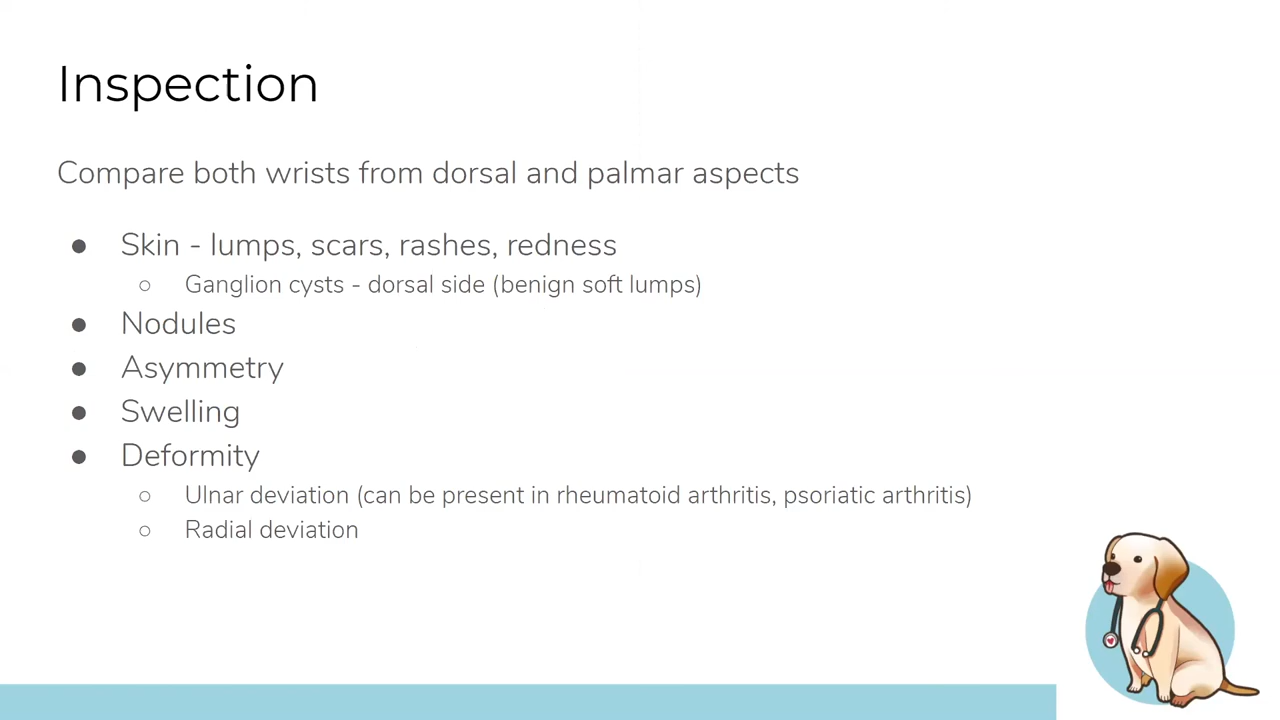 Inspection
Compare both wrists from dorsal and palmar aspects
● Skin - lumps, scars, rashes, redness
○ Ganglion cysts - dorsal side (benign soft lumps)
● Nodules
● Asymmetry
● Swelling
● Deformity
○ Ulnar deviation (can be present in rheumatoid arthritis, psoriatic arthritis)
○ Radial deviation